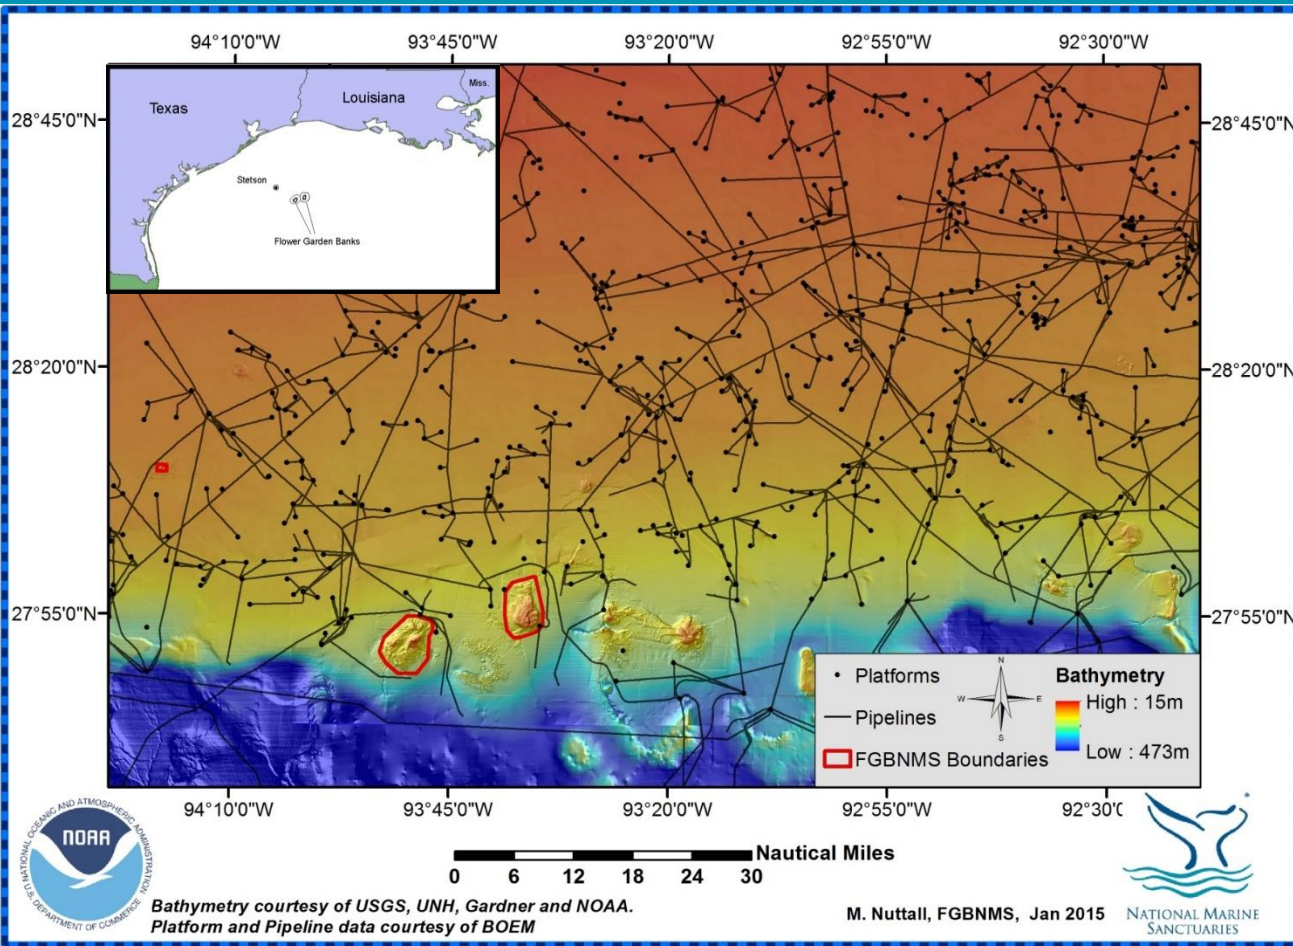 94°10'0"W 93°45'0"W 93°20'0"W 92°55'0"W 92°30'0"W
Texas
Louisiana
Miss.
Stetson
Flower Garden Banks
28°45'0"N 28°45'0"N
28°20'0"N 28°20'0"N
27°55'0"N 27°55'0"N
Platforms
Pipelines
FGBNMS Boundaries
N
W E
S
Bathymetry
High : 15m
Low : 473m
94°10'0"W 93°45'0"W 93°20'0"W 92°55'0"W 92°30'0
Nautical Miles
0 6 12 18 24 30
NATIONAL OCEANIC AND ATMOSPHERIC ADMINISTRATION
NOAA
U.S. DEPARTMENT OF COMMERCE
Bathymetry courtesy of USGS, UNH, Gardner and NOAA.
Platform and Pipeline data courtesy of BOEM
M. Nuttall, FGBNMS, Jan 2015
NATIONAL MARINE
SANCTUARIES